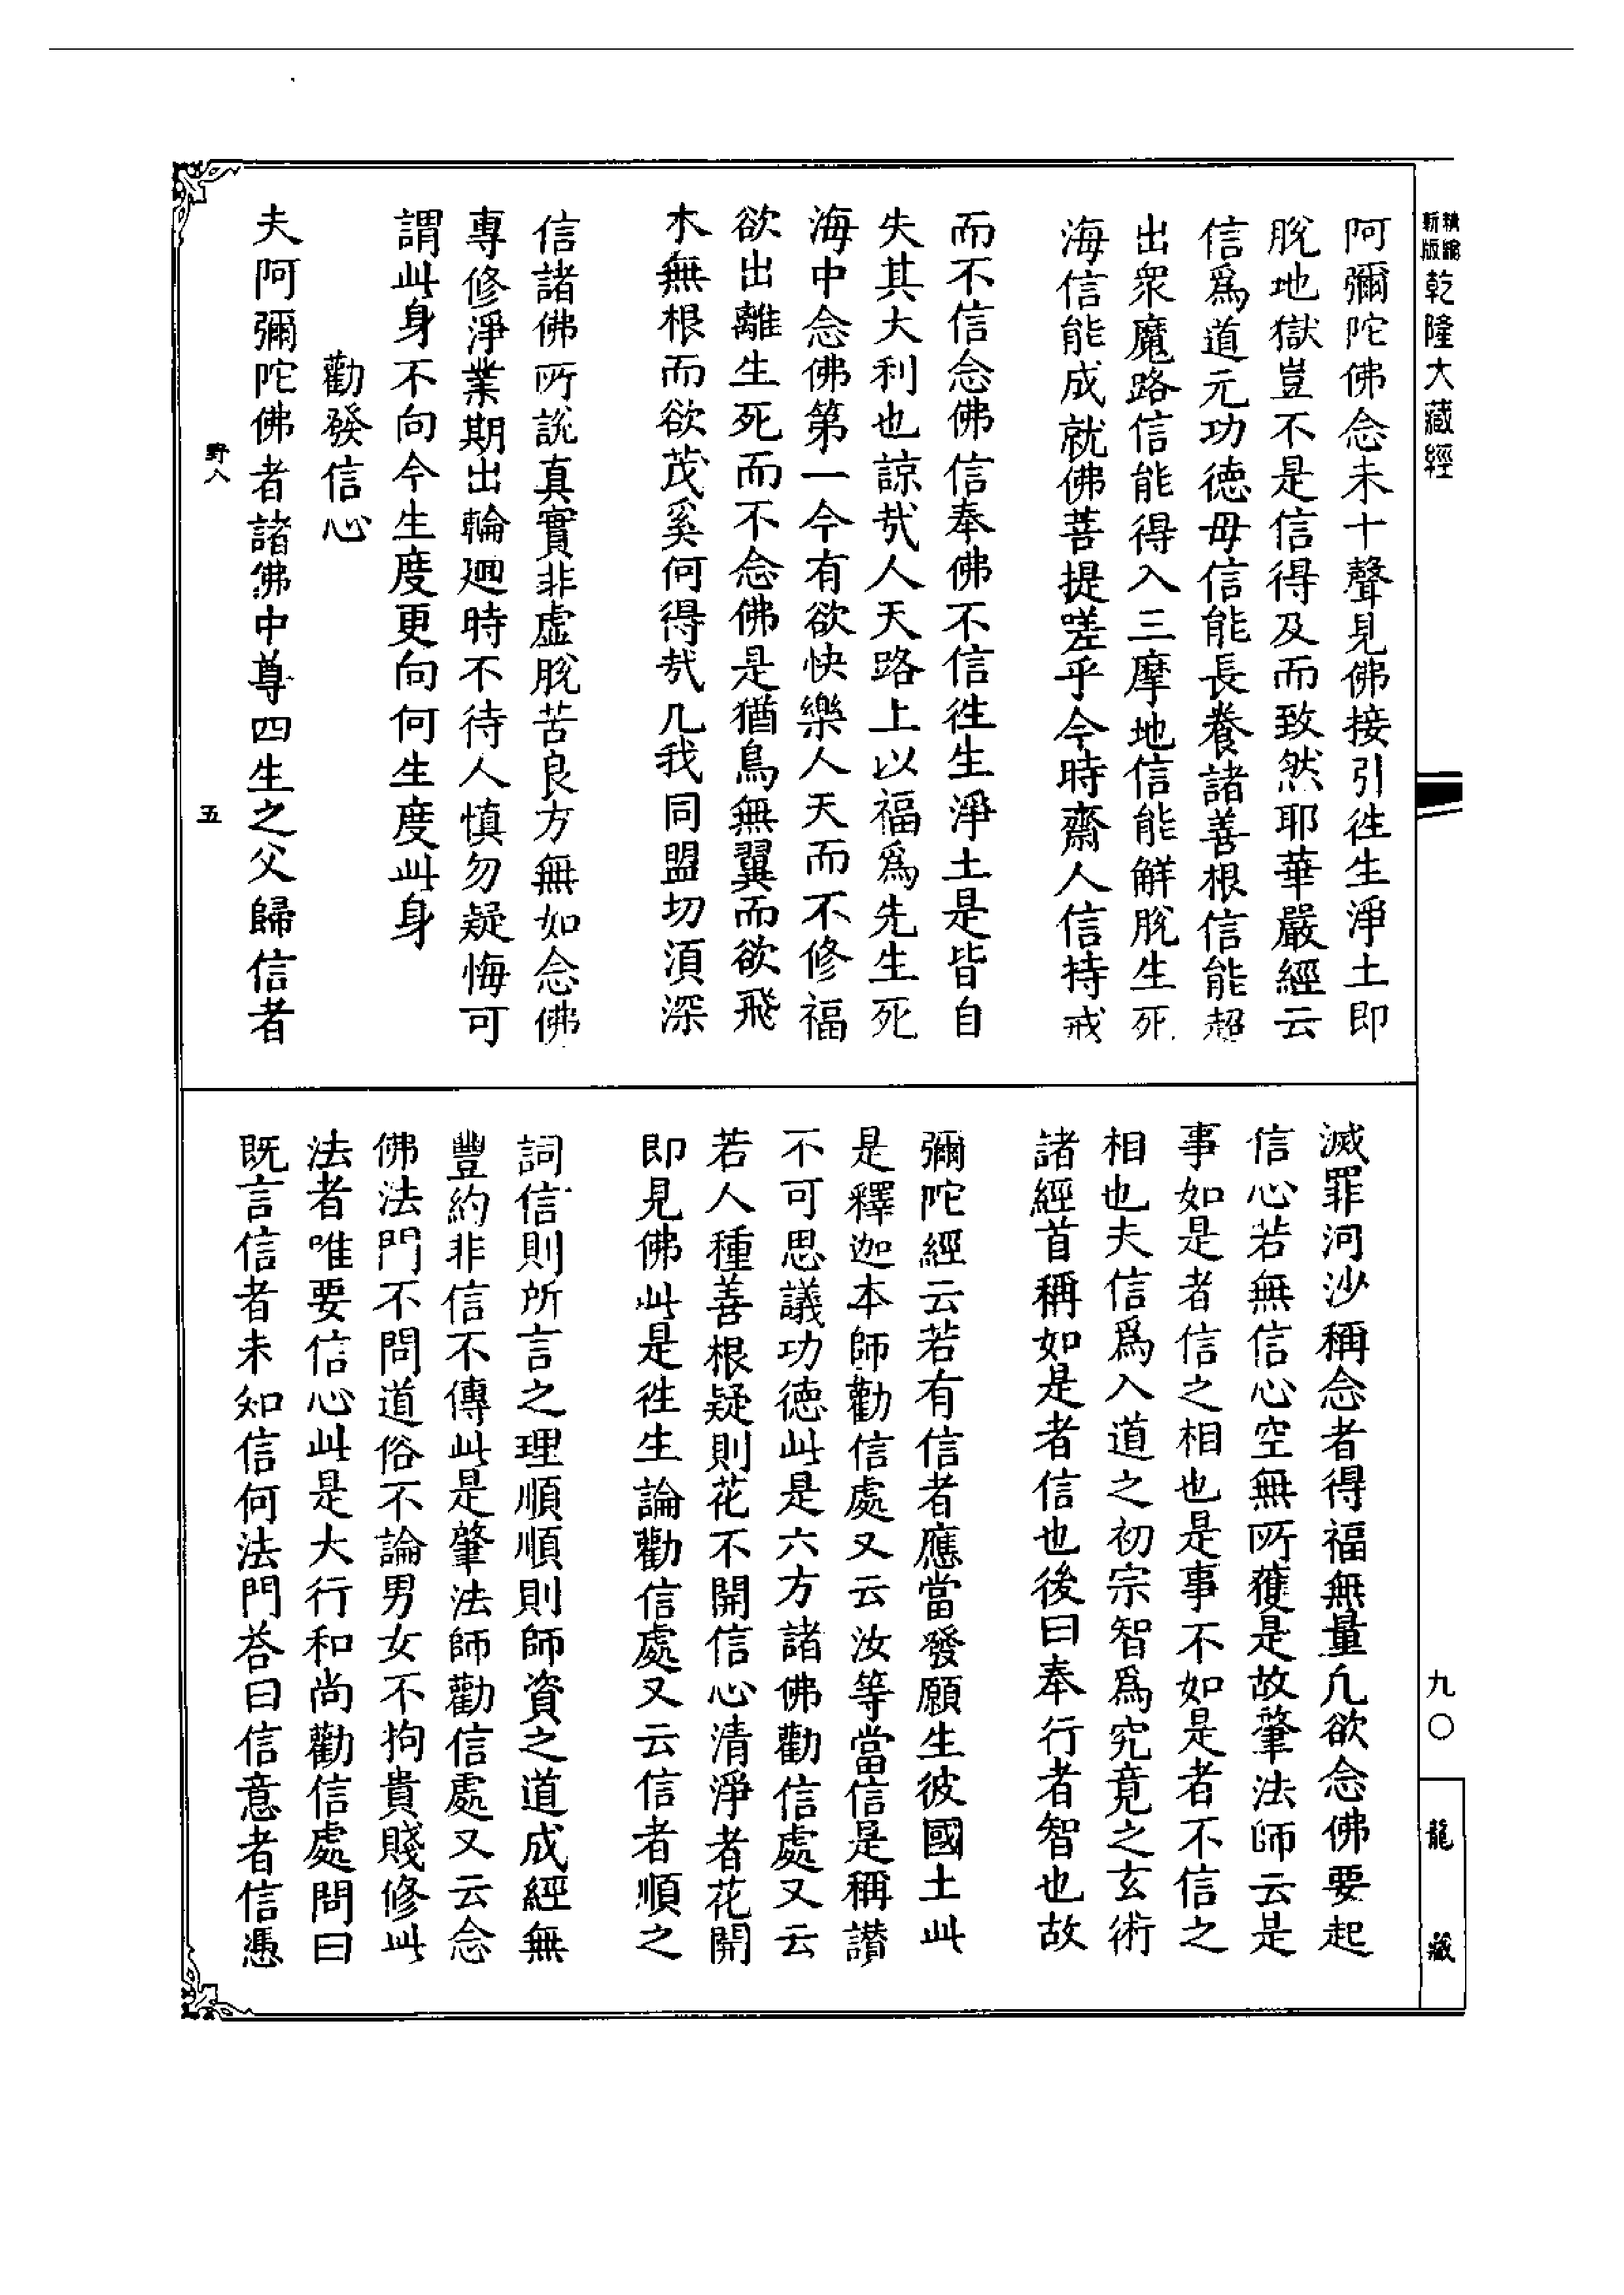 精縮
新版
乾隆大藏經
阿彌陀佛念未十聲見佛接引徃生淨土即
脫地獄豈不是信得及而致然耶華嚴經云
信爲道元功德母信能長養諸善根信能超
出衆魔路信能得入三摩地信能解脫生死
海信能成就佛菩提嗟乎今時齋人信持戒
而不信念佛信奉佛不信徃生淨土是皆自
失其大利也諒㢤人天路上以福爲先生死
海中念佛第一今有欲快樂人天而不修福
欲出離生死而不念佛是猶鳥無翼而欲飛
木無根而欲茂奚何得㢤凡我同盟切湏深
信諸佛所說真實非虛脫苦良方無如念佛
專修淨業期出輪廻時不待人慎勿疑悔可
謂此身不向今生度更向何生度此身
勸發信心
夫阿彌陀佛者諸佛中尊四生之父歸信者
野八
五
滅罪河沙稱念者得福無量凢欲念佛要起
信心若無信心空無所獲是故肇法師云是
事如是者信之相也是事不如是者不信之
相也夫信爲入道之初宗智爲究竟之玄術
諸經首稱如是者信也後曰奉行者智也故
彌陀經云若有信者應當發願生彼國土此
是釋迦本師勸信處又云汝等當信是稱讃
不可思議功德此是六方諸佛勸信處又云
若人種善根疑則花不開信心清淨者花開
即見佛此是徃生論勸信處又云信者順之
詞信則所言之理順順則師資之道成經無
豐約非信不傳此是肇法師勸信處又云念
佛法門不問道俗不論男女不拘貴賤修此
法者唯要信心此是大行和尚勸信處問曰
既言信者未知信何法門荅曰信意者信憑
九〇
龍藏